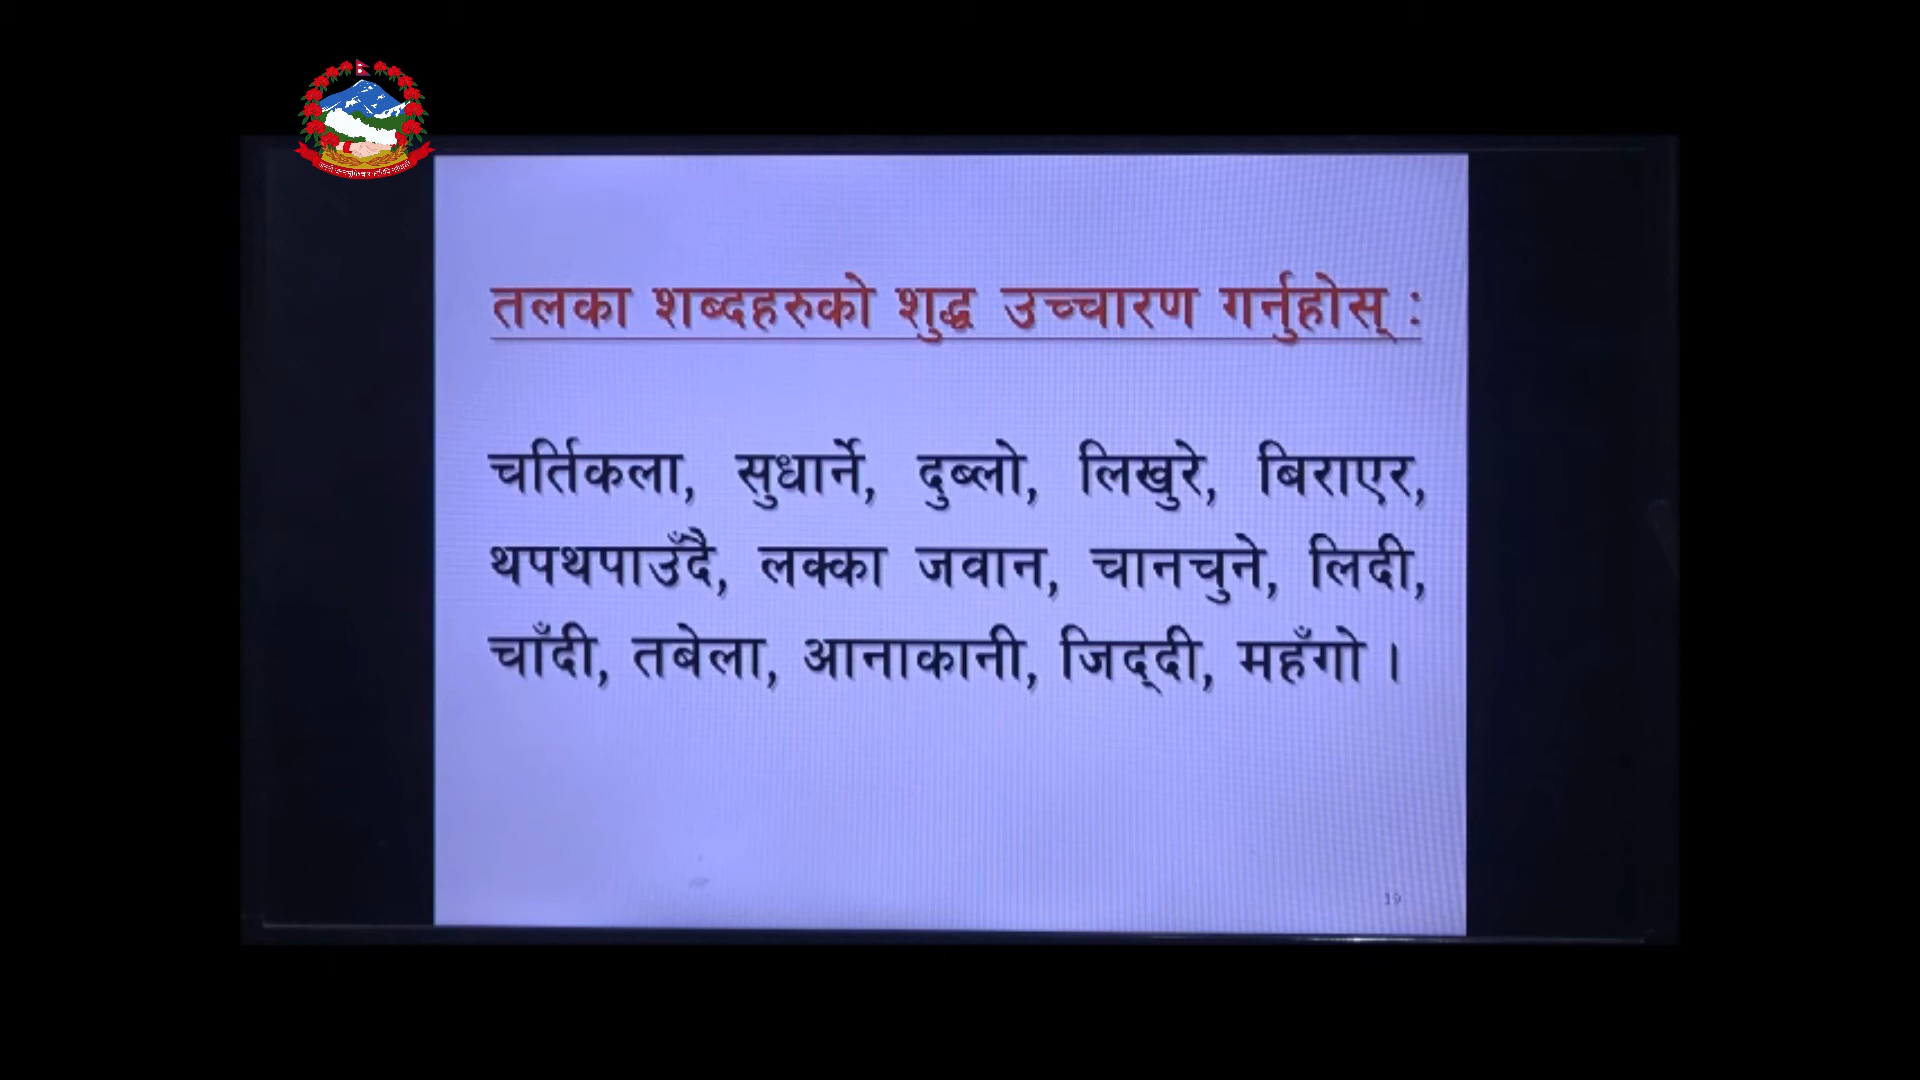 तलका शब्दहरुको शुद्ध उच्चारण गर्नुहोस् :
चर्तिकला, सुधार्ने, दुब्लो, लिखुरे, बिराएर,
थपथपाउँदै, लक्का जवान, चानचुने, लिदी,
चाँदी, तबेला, आनाकानी, जिद्‌दी, महँगो ।
19